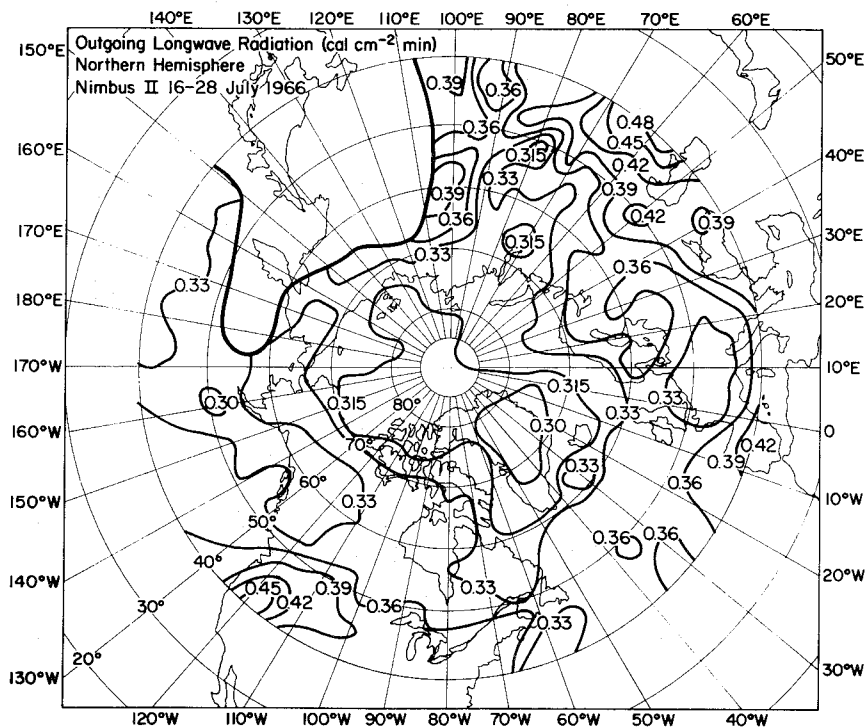 140°E 130°E 120°E 110°E 100°E 90°E 80°E 70°E 60°E
Outgoing Longwave Radiation (cal cm⁻² min)
Northern Hemisphere
Nimbus II 16-28 July 1966
150°E
50°E
0.39
0.36
0.48
0.36
0.45
160°E
0.315
0.42
40°E
0.33
0.39
0.39
0.42
0.39
0.36
170°E
0.315
30°E
0.33
0.36
0.33
180°E
20°E
170°W
10°E
0.315
0.30
0.315
80°
0.33
0.33
0.30
160°W
0
70°
0.42
0.39
0.33
60°
0.36
150°W
0.33
10°W
50°
0.36
0.36
40°
140°W
20°W
0.45
0.39
0.33
0.42
0.36
30°
0.33
20°
130°W
30°W
120°W 110°W 100°W 90°W 80°W 70°W 60°W 50°W 40°W